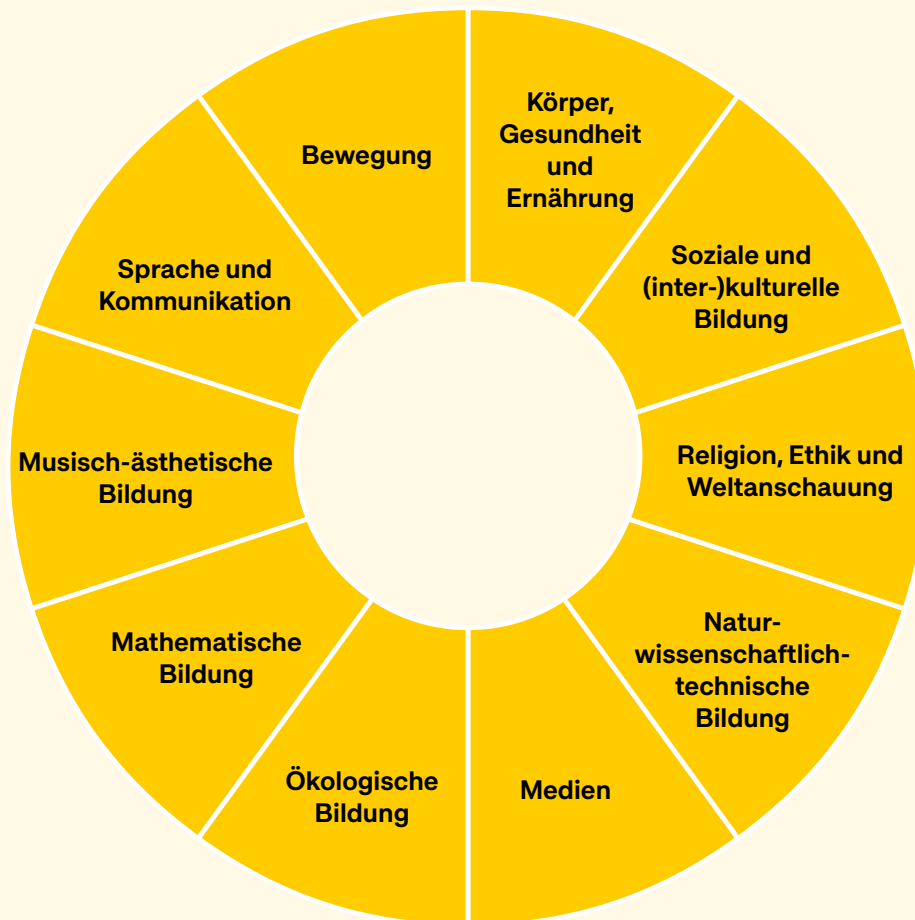 Bewegung
Körper,
Gesundheit
und
Ernährung
Soziale und
(inter-)kulturelle
Bildung
Religion, Ethik und
Weltanschauung
Natur-
wissenschaftlich-
technische
Bildung
Medien
Ökologische
Bildung
Mathematische
Bildung
Musisch-ästhetische
Bildung
Sprache und
Kommunikation